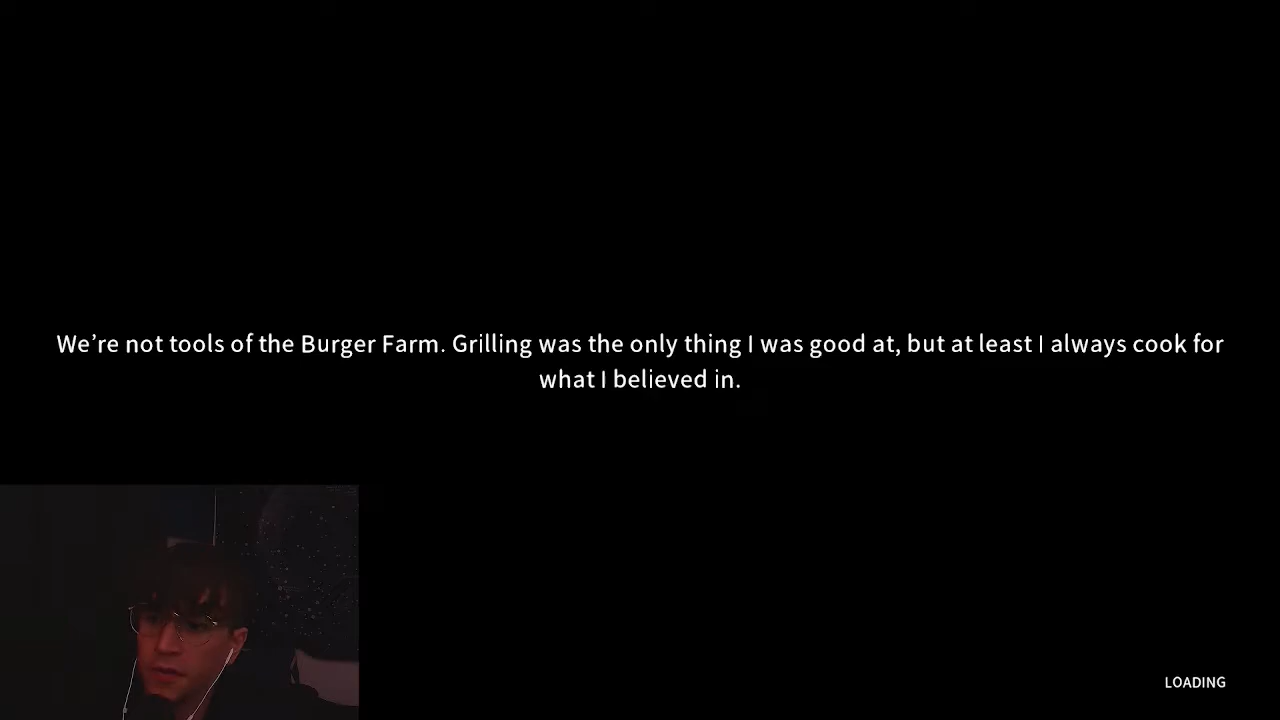 We’re not tools of the Burger Farm. Grilling was the only thing I was good at, but at least I always cook for
what I believed in.
LOADING